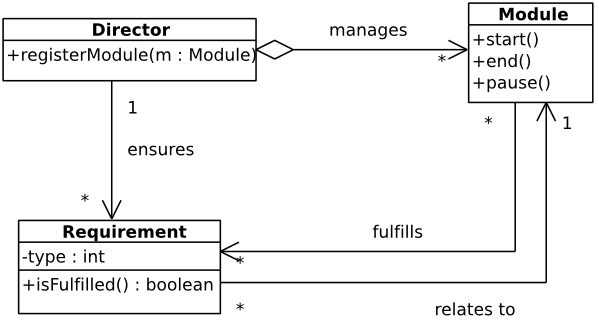 Director
+registerModule(m : Module)
manages
*
Module
+start()
+end()
+pause()
1
ensures
*
*
1
Requirement
-type : int
+isFulfilled() : boolean
fulfills
*
*
relates to